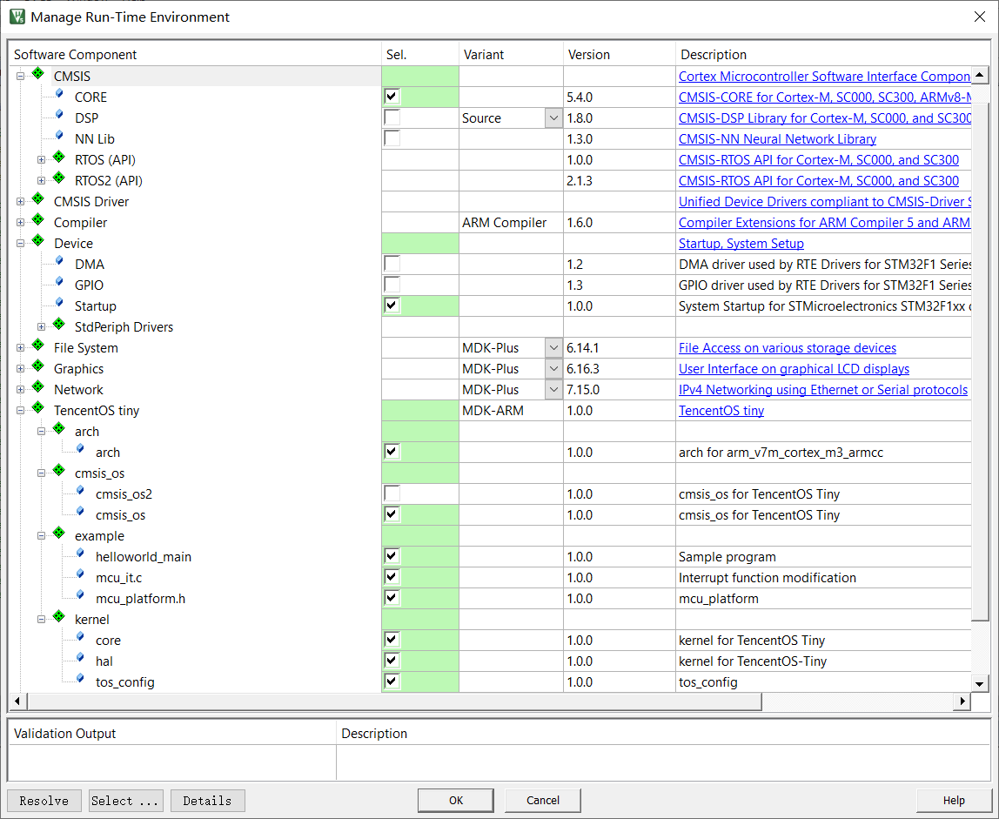 Manage Run-Time Environment
Software Component Sel. Variant Version Description
CMSIS Cortex Microcontroller Software Interface Compon
CORE 5.4.0 CMSIS-CORE for Cortex-M, SC000, SC300, ARMv8-M
DSP Source 1.8.0 CMSIS-DSP Library for Cortex-M, SC000, and SC300
NN Lib 1.3.0 CMSIS-NN Neural Network Library
RTOS (API) 1.0.0 CMSIS-RTOS API for Cortex-M, SC000, and SC300
RTOS2 (API) 2.1.3 CMSIS-RTOS API for Cortex-M, SC000, and SC300
CMSIS Driver Unified Device Drivers compliant to CMSIS-Driver S
Compiler ARM Compiler 1.6.0 Compiler Extensions for ARM Compiler 5 and ARM
Device Startup, System Setup
DMA 1.2 DMA driver used by RTE Drivers for STM32F1 Series
GPIO 1.3 GPIO driver used by RTE Drivers for STM32F1 Series
Startup 1.0.0 System Startup for STMicroelectronics STM32F1xx
StdPeriph Drivers
File System MDK-Plus 6.14.1 File Access on various storage devices
Graphics MDK-Plus 6.16.3 User Interface on graphical LCD displays
Network MDK-Plus 7.15.0 IPv4 Networking using Ethernet or Serial protocols
TencentOS tiny MDK-ARM 1.0.0 TencentOS tiny
arch
arch 1.0.0 arch for arm_v7m_cortex_m3_armcc
cmsis_os
cmsis_os2 1.0.0 cmsis_os for TencentOS Tiny
cmsis_os 1.0.0 cmsis_os for TencentOS Tiny
example
helloworld_main 1.0.0 Sample program
mcu_it.c 1.0.0 Interrupt function modification
mcu_platform.h 1.0.0 mcu_platform
kernel
core 1.0.0 kernel for TencentOS Tiny
hal 1.0.0 kernel for TencentOS-Tiny
tos_config 1.0.0 tos_config
Validation Output Description
Resolve Select ... Details OK Cancel Help